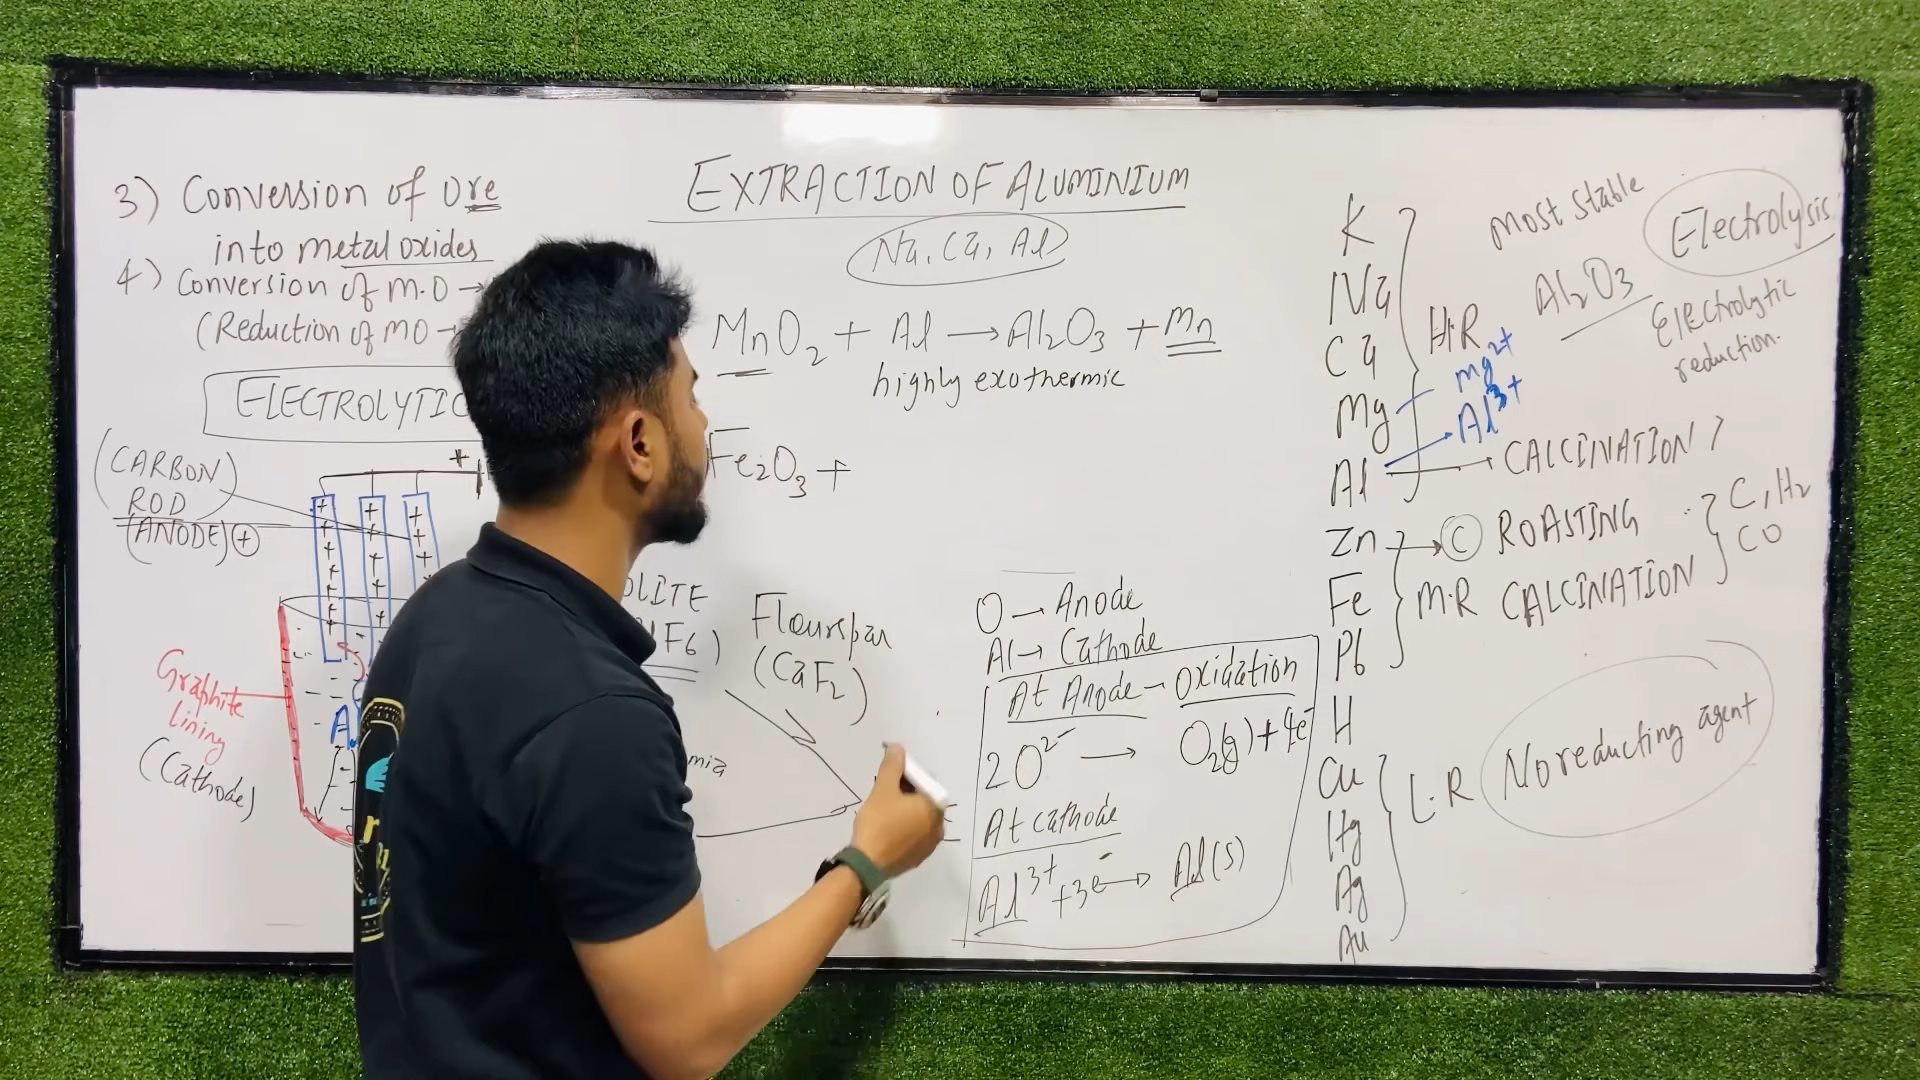 3) Conversion of Ore
into metal oxides
4) Conversion of M.O →
(Reduction of MO →
ELECTROLYTIC
(CARBON
ROD
(ANODE) +
+
Graphite
lining
(Cathode)
EXTRACTION OF ALUMINIUM
Na, Ca, Al
MnO2 + Al → Al2O3 + Mn
highly exothermic
Fe2O3 +
OLITE
lF6)
Flourspar
(CaF2)
mia
O → Anode
Al → Cathode
At Anode - Oxidation
2O²⁻ → O2(g) + 4e⁻
At cathode
Al³⁺ + 3e⁻ → Al(s)
K
Na
Ca
Mg
Al
Zn
Fe
Pb
H
Cu
Hg
Ag
Au
H.R
Mg²⁺
Al³⁺
most stable
Al2O3
Electrolysis
Electrolytic
reduction.
→ CALCINATION
→ C ROASTING
M.R CALCINATION
C, H2
CO
L.R
No reducting agent